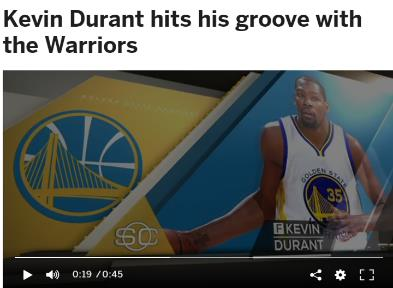 Kevin Durant hits his groove with
the Warriors
GOLDEN STATE
35
SC
F KEVIN
DURANT
0:19 / 0:45